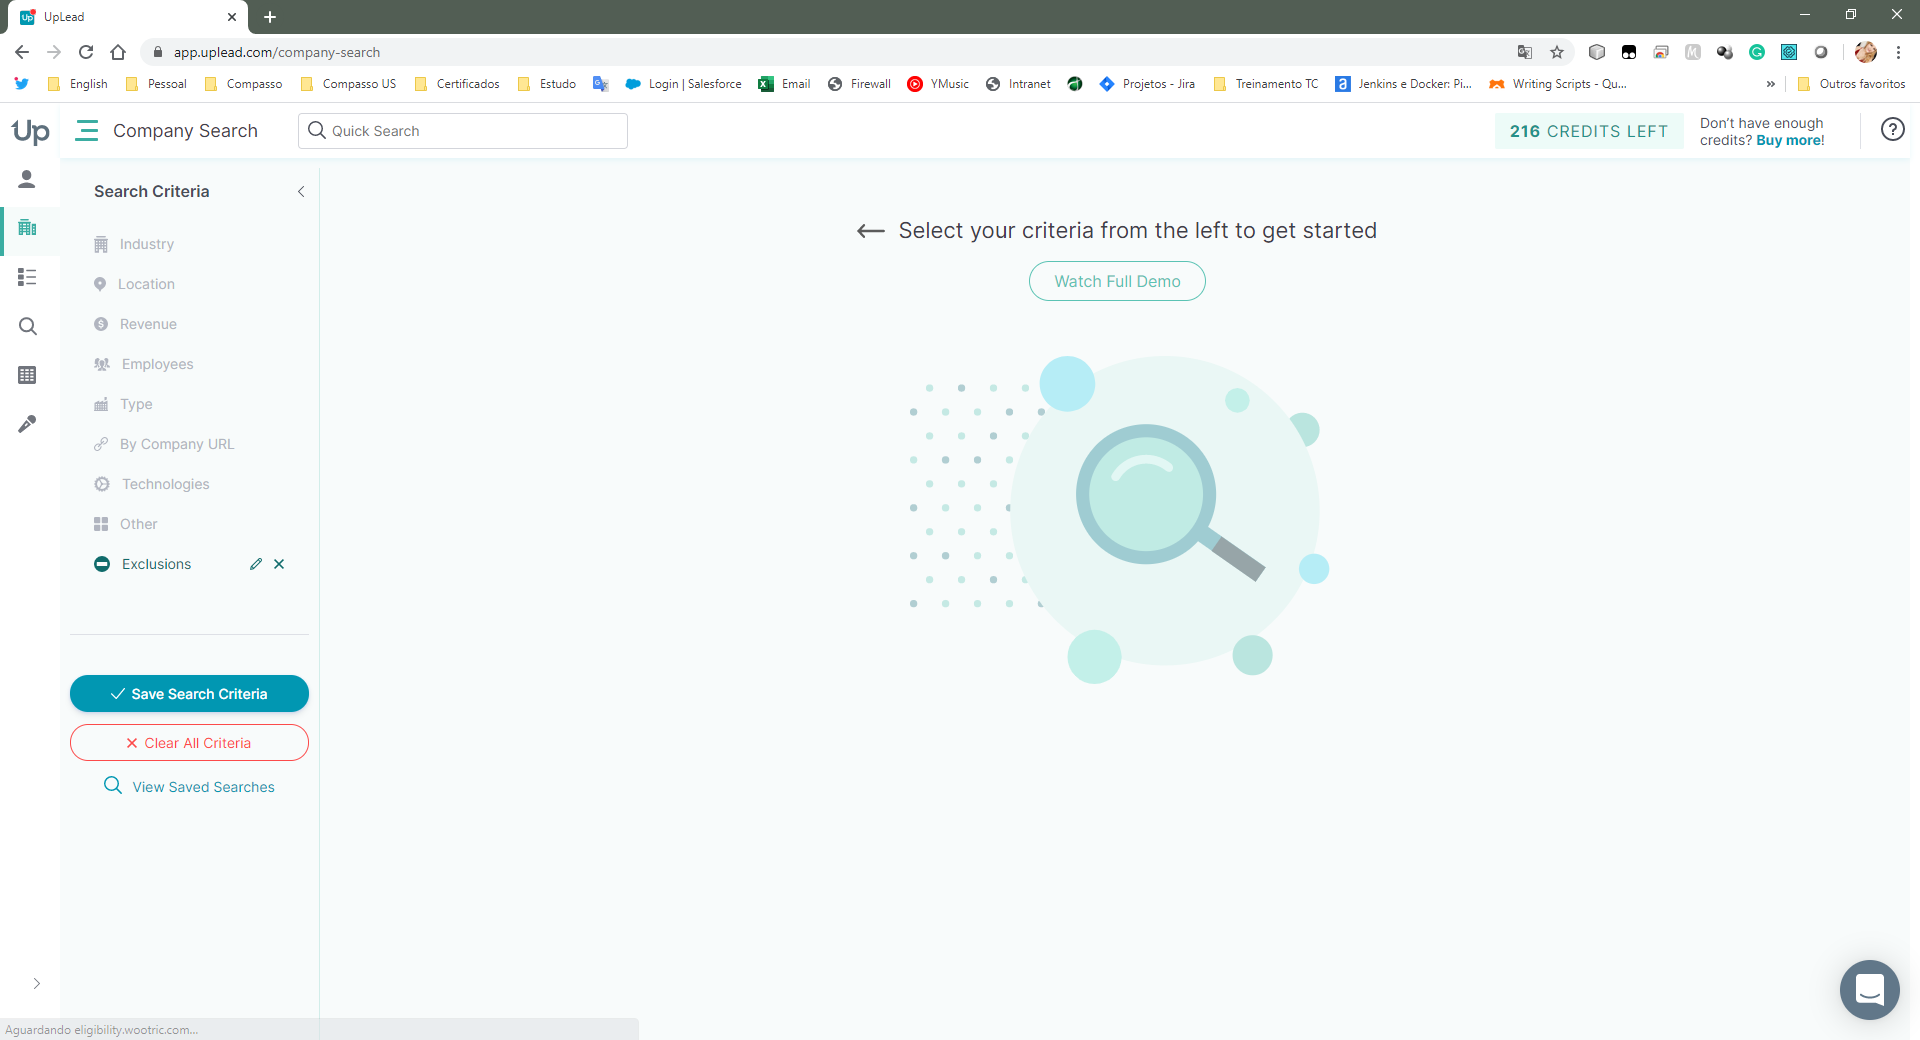 UpLead
app.uplead.com/company-search
English
Pessoal
Compasso
Compasso US
Certificados
Estudo
Login | Salesforce
Email
Firewall
YMusic
Intranet
Projetos - Jira
Treinamento TC
Jenkins e Docker: Pi...
Writing Scripts - Qu...
»
Outros favoritos
Up
Company Search
Quick Search
216 CREDITS LEFT
Don't have enough
credits? Buy more!
Search Criteria
Industry
Location
Revenue
Employees
Type
By Company URL
Technologies
Other
Exclusions
Save Search Criteria
Clear All Criteria
View Saved Searches
Select your criteria from the left to get started
Watch Full Demo
Aguardando eligibility.wootric.com...